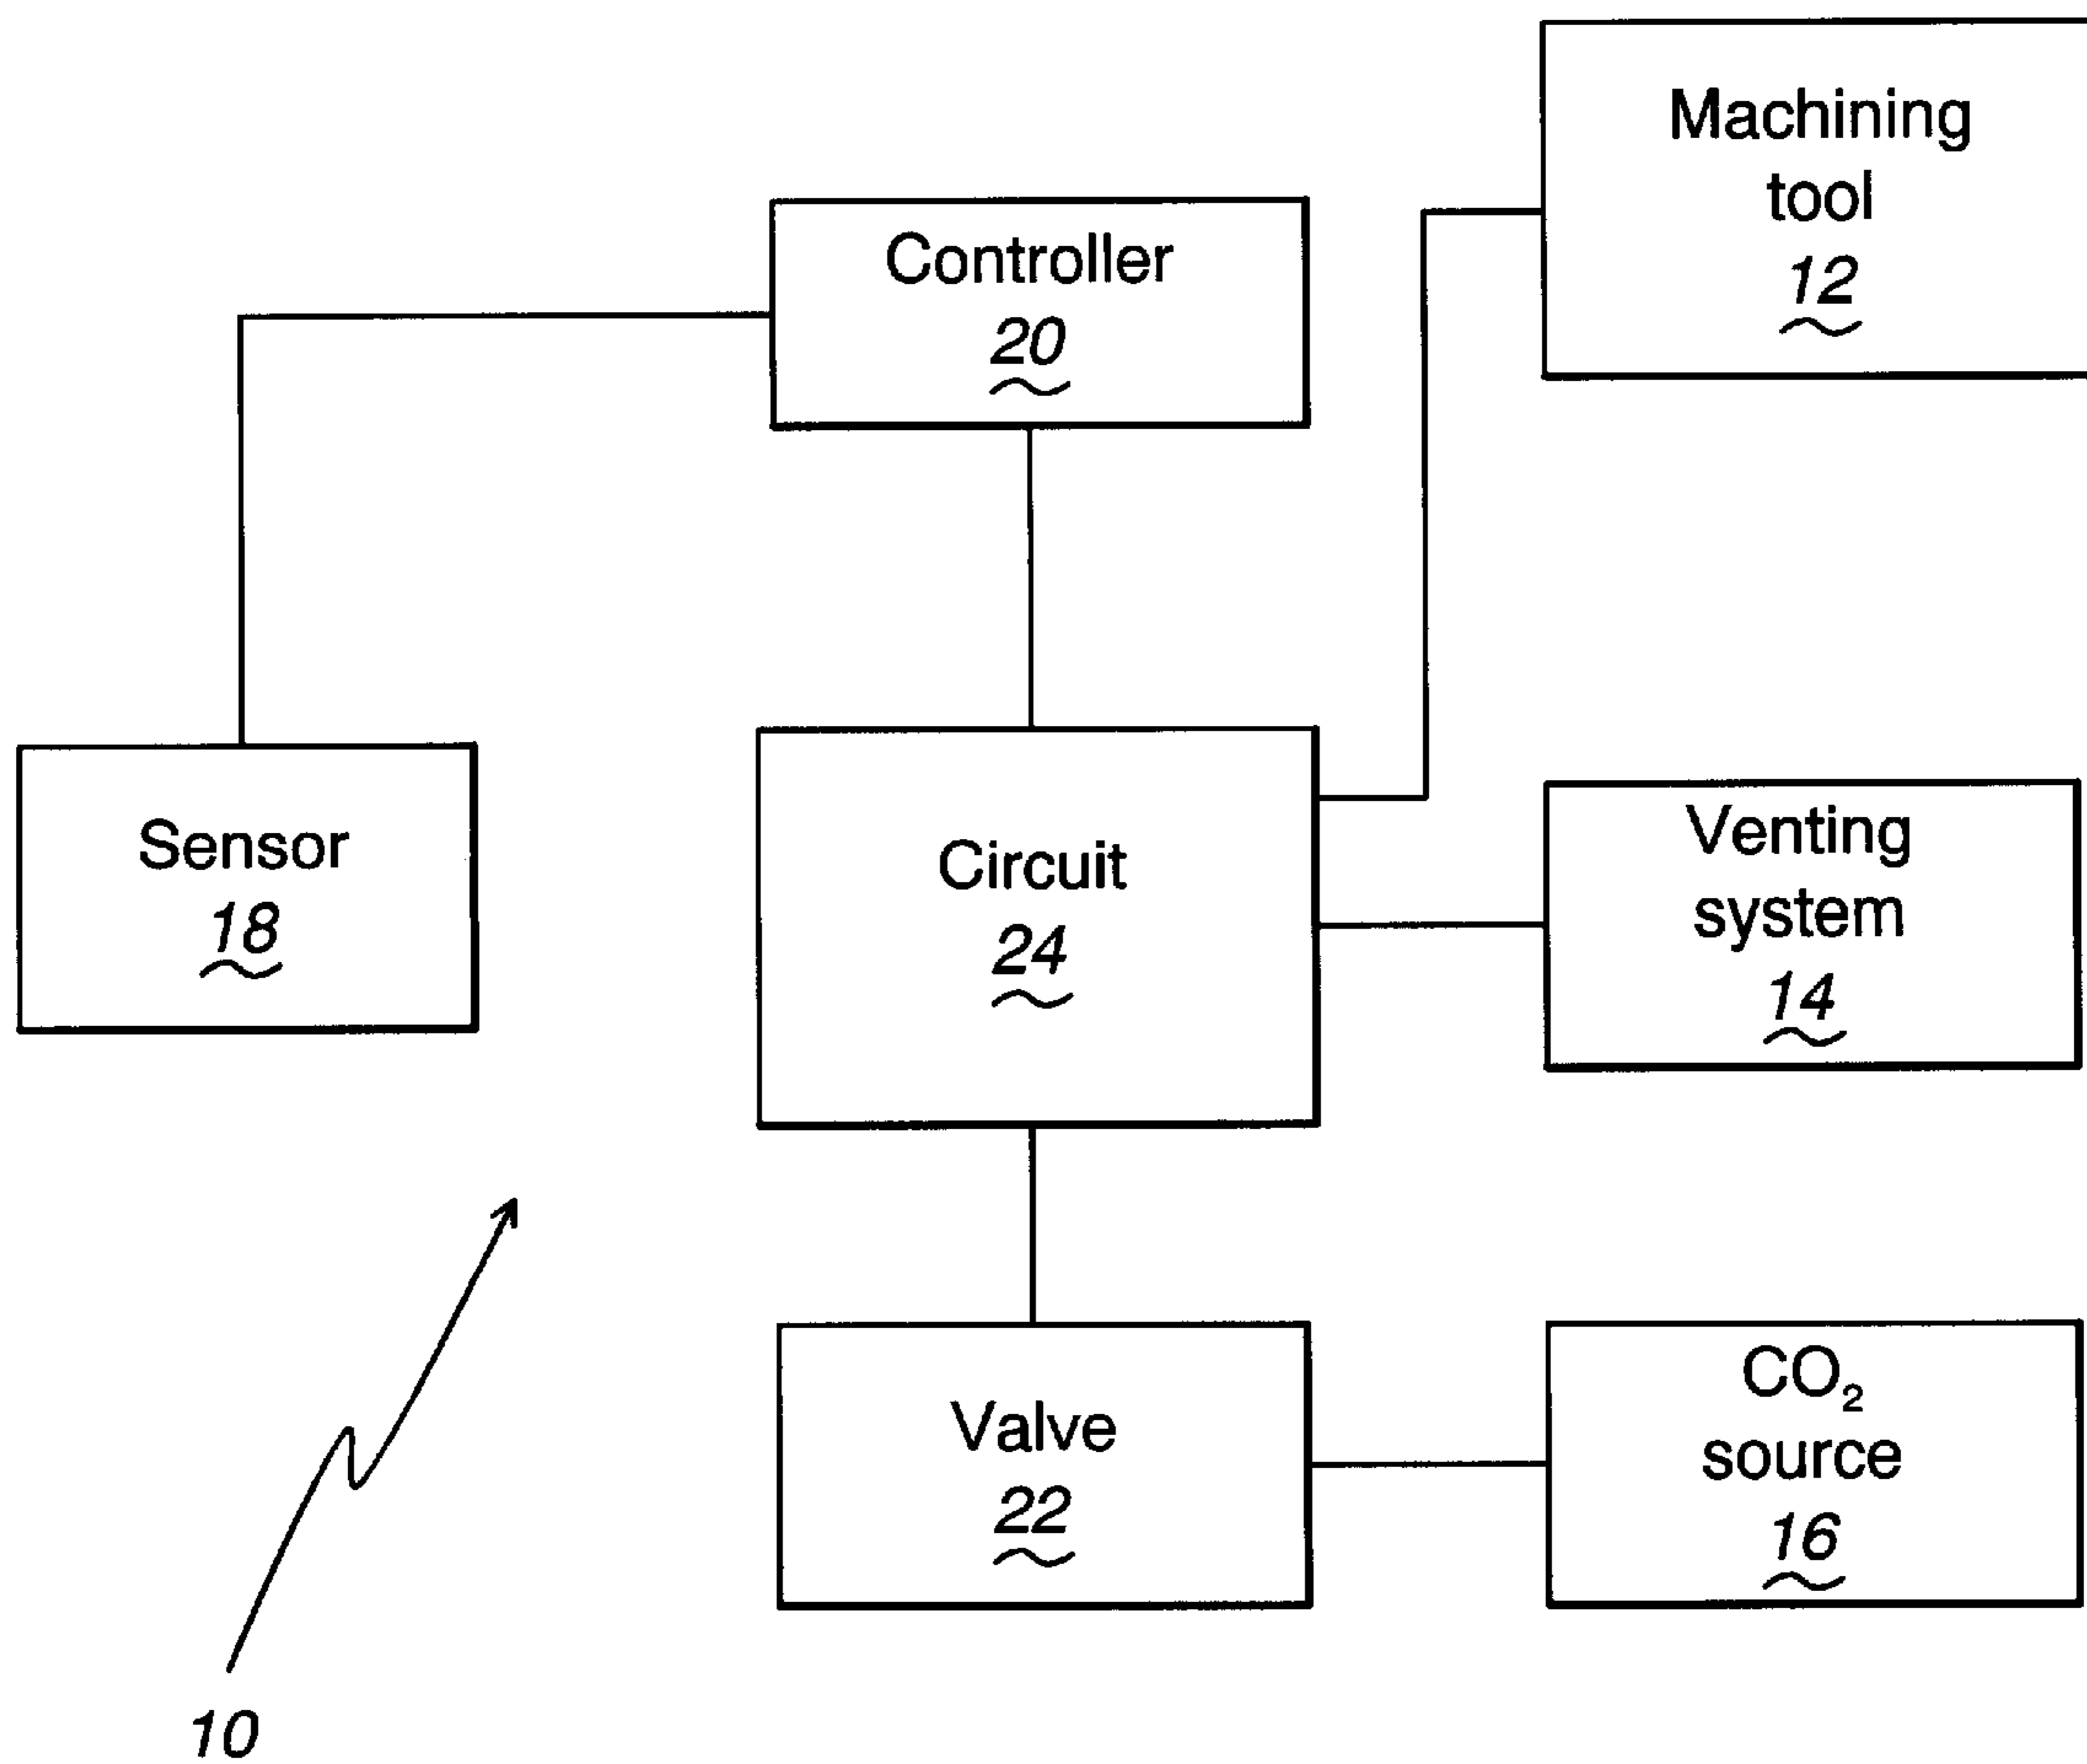 Machining
tool
12
Controller
20
Sensor
18
Circuit
24
Venting
system
14
Valve
22
CO₂
source
16
10